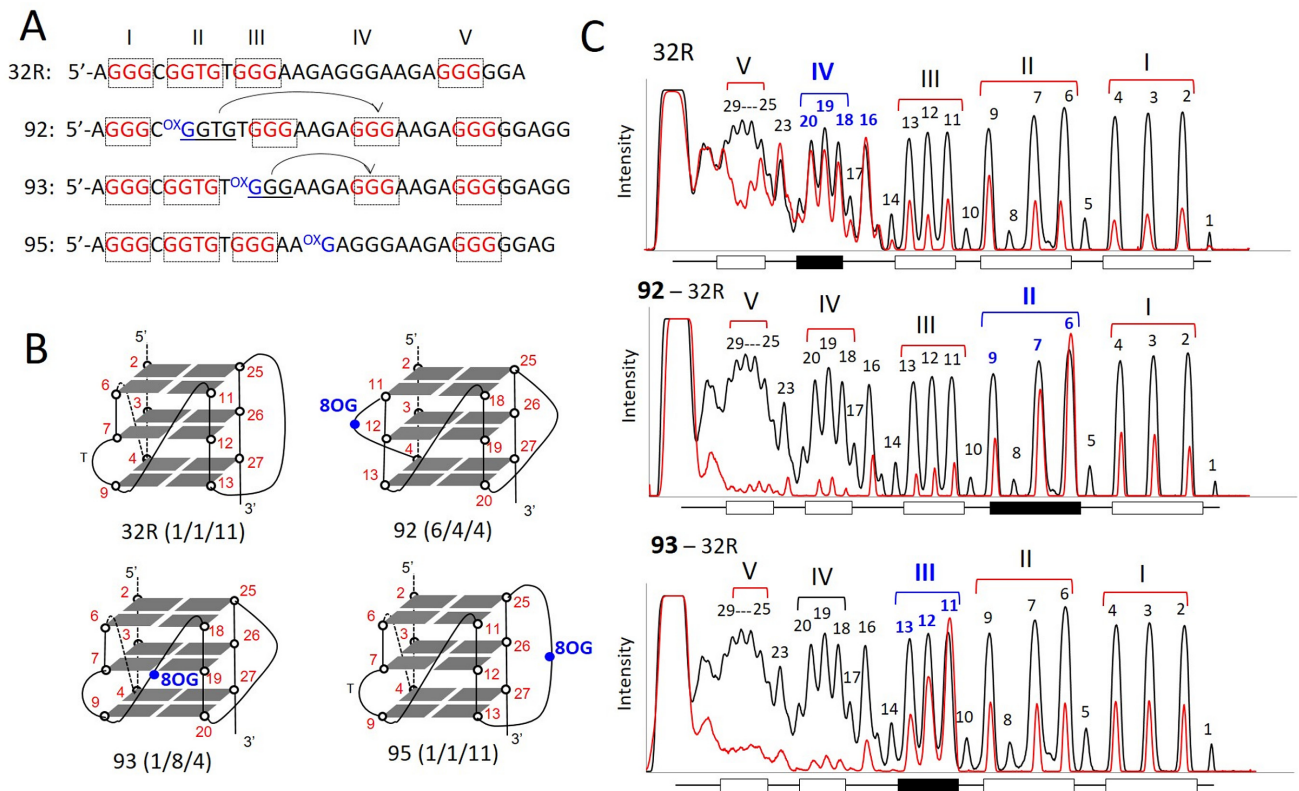 A
I II III IV V
32R: 5’-AGGGCGGTGTGGGAAGAGGGAAGAGGGGGA
92: 5’-AGGGCOXGGTGTGGGAAGAGGGAAGAGGGGGAGG
93: 5’-AGGGCGGTGTOXGGGAAGAGGGAAGAGGGGGAGG
95: 5’-AGGGCGGTGTGGGAAOXGAGGGAAGAGGGGGAG
B
5’
2
6
3
7
4
T
9
11
12
13
25
26
27
3’
32R (1/1/11)
5’
2
11
8OG
3
12
4
13
18
19
20
25
26
27
3’
92 (6/4/4)
5’
2
6
3
7
4
9
8OG
18
19
20
25
26
27
3’
93 (1/8/4)
5’
2
6
3
7
4
T
9
11
12
13
25
26
27
8OG
3’
95 (1/1/11)
C
32R
Intensity
V IV III II I
29---25 23 20 19 18 17 16 14 13 12 11 10 9 8 7 6 5 4 3 2 1
92 – 32R
Intensity
V IV III II I
29---25 23 20 19 18 17 16 14 13 12 11 10 9 8 7 6 5 4 3 2 1
93 – 32R
Intensity
V IV III II I
29---25 23 20 19 18 17 16 14 13 12 11 10 9 8 7 6 5 4 3 2 1